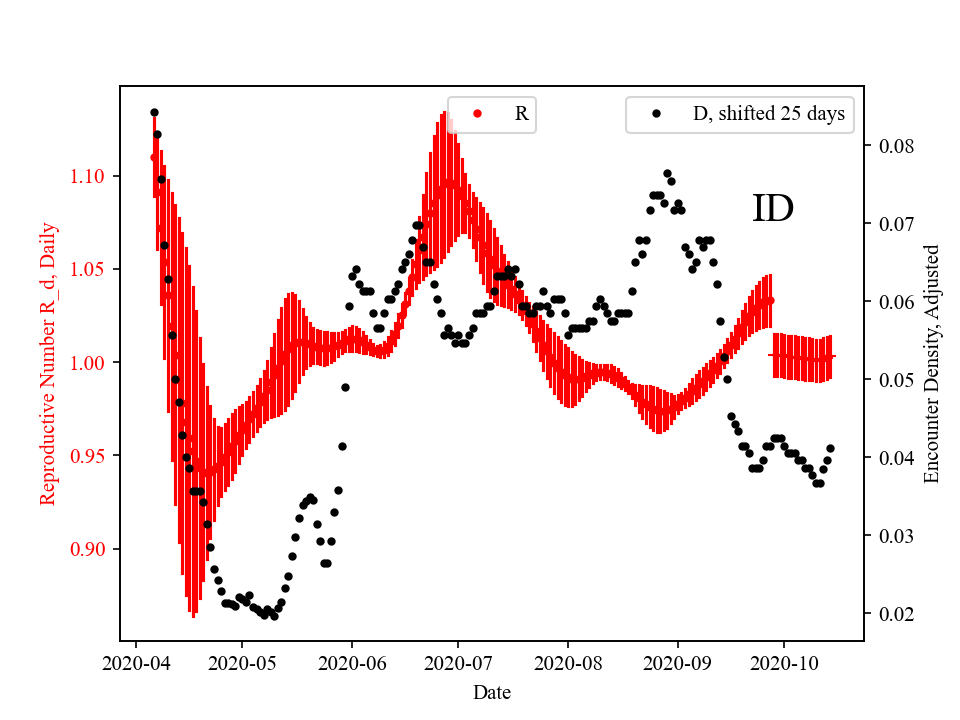 R
D, shifted 25 days
ID
Reproductive Number R_d, Daily
1.10
1.05
1.00
0.95
0.90
Encounter Density, Adjusted
0.08
0.07
0.06
0.05
0.04
0.03
0.02
2020-04 2020-05 2020-06 2020-07 2020-08 2020-09 2020-10
Date